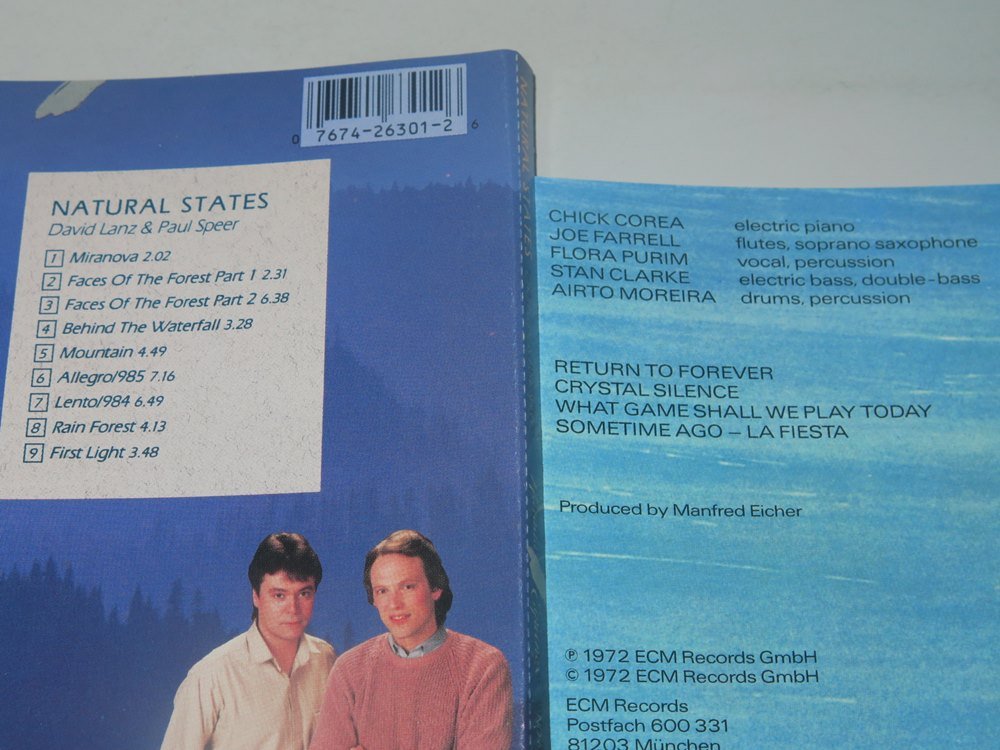 0 7674-26301-2 6
NATURAL STATES
David Lanz & Paul Speer
1 Miranova 2.02
2 Faces Of The Forest Part 1 2.31
3 Faces Of The Forest Part 2 6.38
4 Behind The Waterfall 3.28
5 Mountain 4.49
6 Allegro/985 7.16
7 Lento/984 6.49
8 Rain Forest 4.13
9 First Light 3.48
NATURAL STATES
CHICK COREA electric piano
JOE FARRELL flutes, soprano saxophone
FLORA PURIM vocal, percussion
STAN CLARKE electric bass, double-bass
AIRTO MOREIRA drums, percussion
RETURN TO FOREVER
CRYSTAL SILENCE
WHAT GAME SHALL WE PLAY TODAY
SOMETIME AGO – LA FIESTA
Produced by Manfred Eicher
℗ 1972 ECM Records GmbH
© 1972 ECM Records GmbH
ECM Records
Postfach 600 331
81203 München